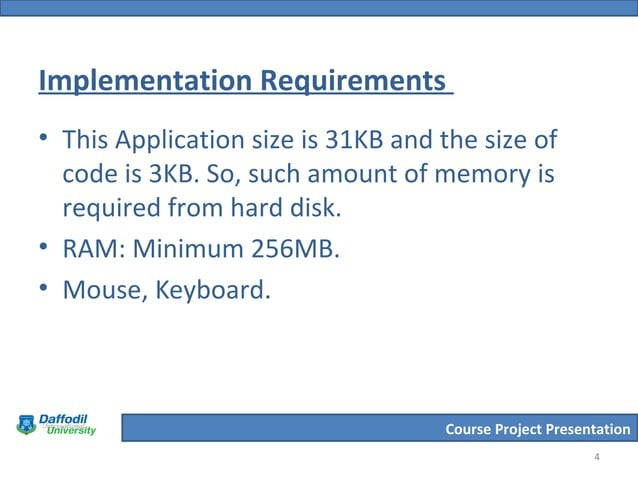 Implementation Requirements
• This Application size is 31KB and the size of
code is 3KB. So, such amount of memory is
required from hard disk.
• RAM: Minimum 256MB.
• Mouse, Keyboard.
Daffodil
University
Course Project Presentation
4